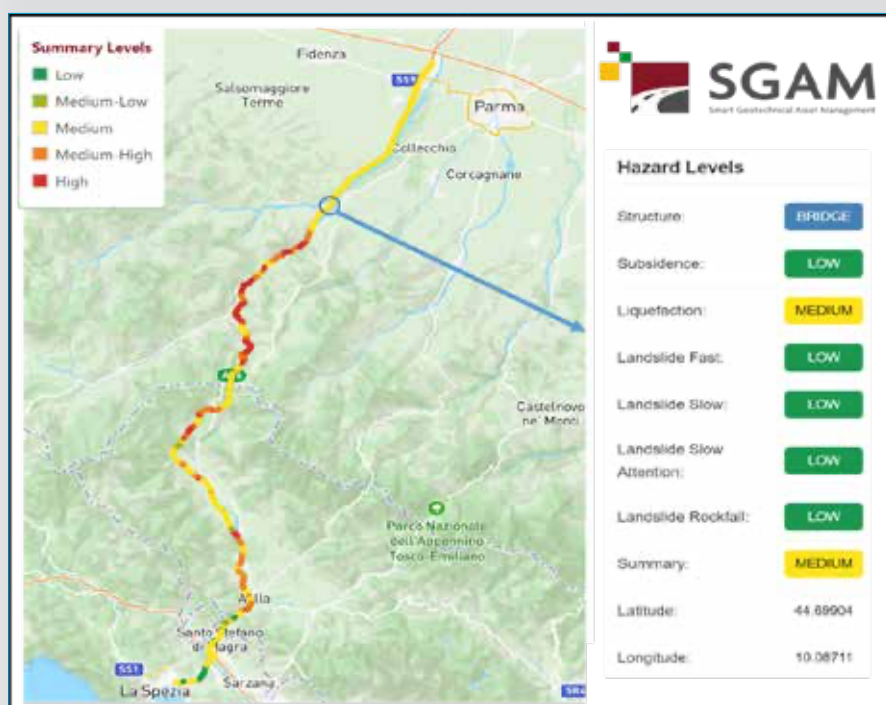 Summary Levels
Low
Medium-Low
Medium
Medium-High
High
Fidenza
Salsomaggiore
Terme
Parma
Collecchio
Corcagnano
Castelnovo
ne' Monti
Parco Nazionale
dell'Appennino
Tosco-Emiliano
Santo Stefano
di Magra
SS1
La Spezia
Sarzana
SGAM
Smart Geotechnical Asset Management
Hazard Levels
Structure: BRIDGE
Subsidence: LOW
Liquefaction: MEDIUM
Landslide Fast: LOW
Landslide Slow: LOW
Landslide Slow
Attention: LOW
Landslide Rockfall: LOW
Summary: MEDIUM
Latitude: 44.69904
Longitude: 10.08711